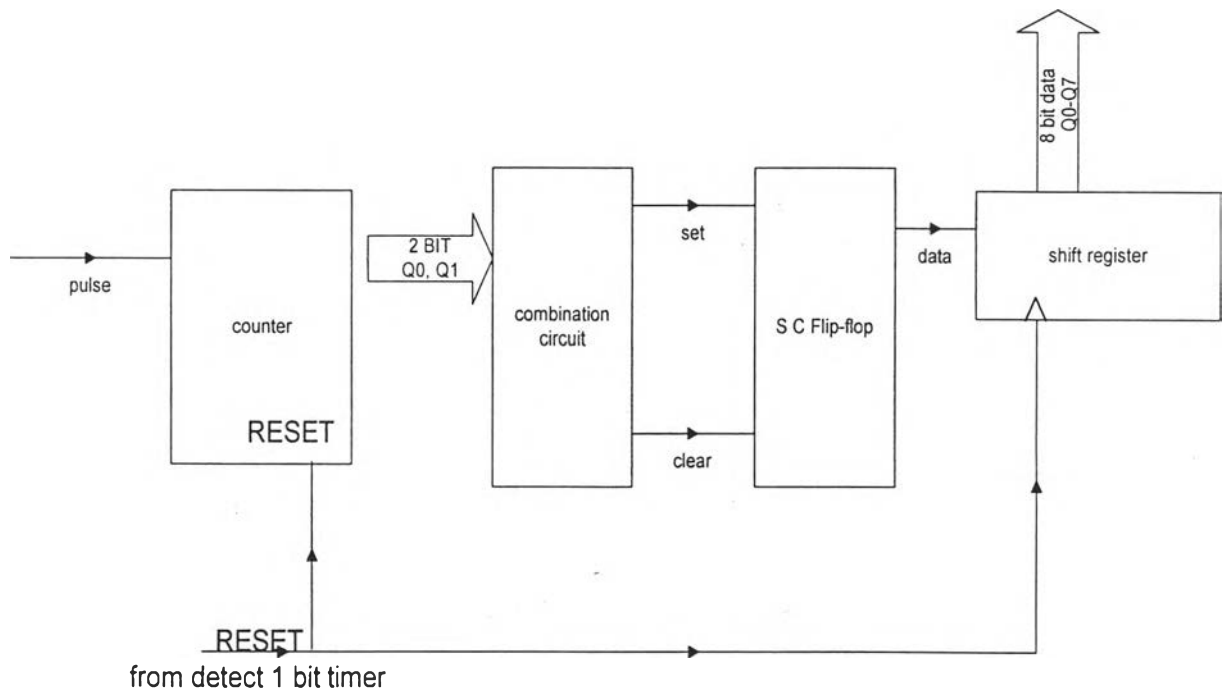 8 bit data
Q0-Q7
pulse
counter
RESET
2 BIT
Q0, Q1
combination
circuit
set
clear
S C Flip-flop
data
shift register
RESET
from detect 1 bit timer